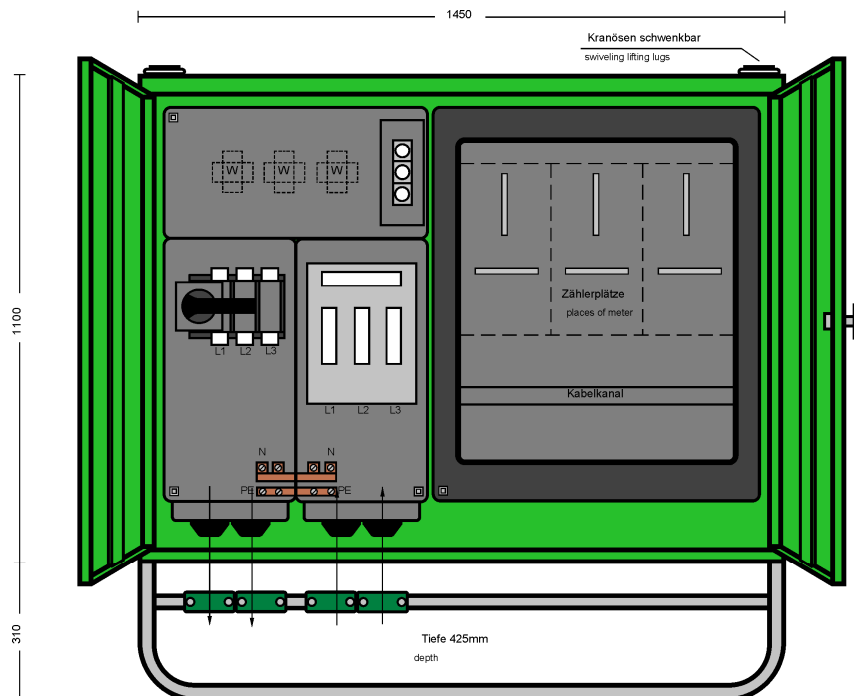 1450
Kranösen schwenkbar
swiveling lifting lugs
W W W
1100
Zählerplätze
places of meter
L1 L2 L3
Kabelkanal
L1 L2 L3
N N
PE PE
310
Tiefe 425mm
depth